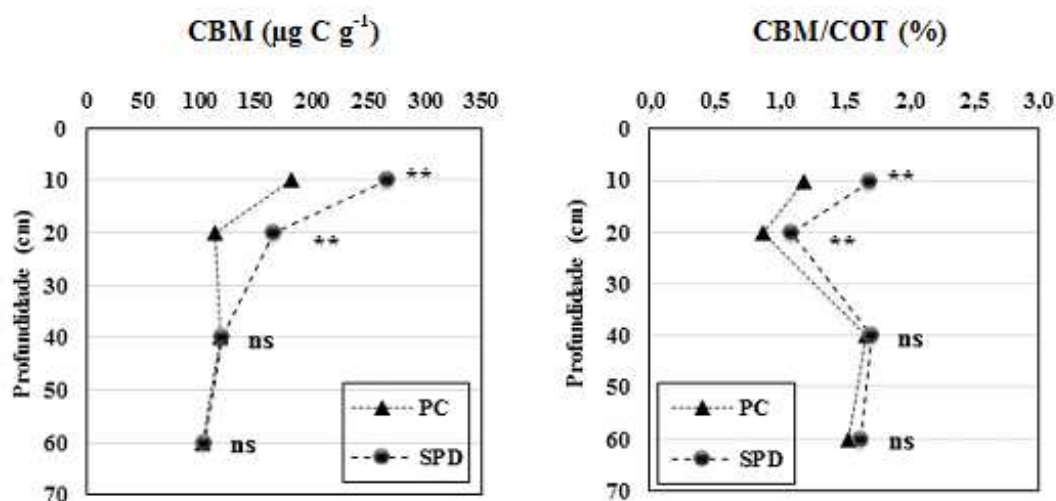 CBM (µg C g⁻¹)
0 50 100 150 200 250 300 350
0
10
20
30
40
50
60
70
Profundidade (cm)
**
**
ns
ns
PC
SPD
CBM/COT (%)
0,0 0,5 1,0 1,5 2,0 2,5 3,0
0
10
20
30
40
50
60
70
Profundidade (cm)
**
**
ns
ns
PC
SPD